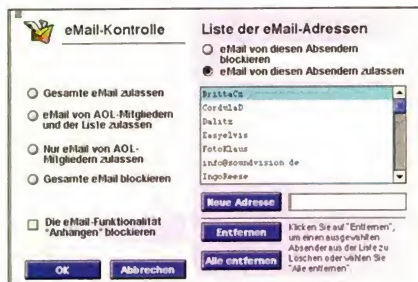 eMail-Kontrolle
Gesamte eMail zulassen
eMail von AOL-Mitgliedern
und der Liste zulassen
Nur eMail von AOL-
Mitgliedern zulassen
Gesamte eMail blockieren
Die eMail-Funktionalität
"Anhängen" blockieren
OK
Abbrechen
Liste der eMail-Adressen
eMail von diesen Absendern
blockieren
eMail von diesen Absendern zulassen
BrittaCz
CordulaD
Dalitz
Easyelvis
FotoKlaus
info@soundvision de
IngoReese
Neue Adresse
Entfernen
Alle entfernen
Klicken Sie auf "Entfernen",
um einen ausgewählten
Absender aus der Liste zu
Löschen oder wählen Sie
"Alle entfernen".